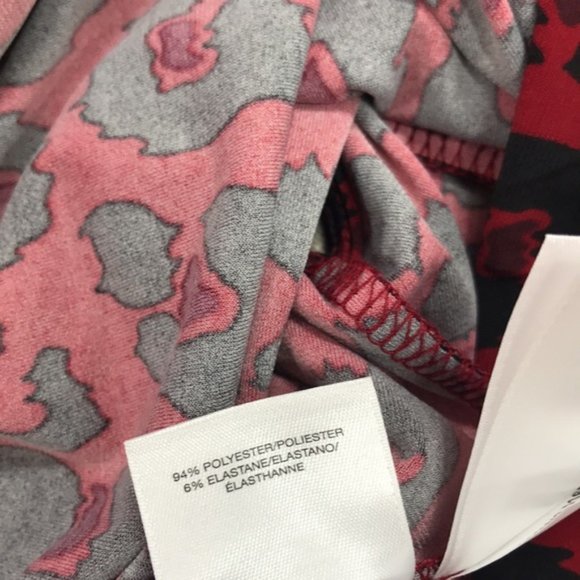 94% POLYESTER/POLIESTER
6% ELASTANE/ELASTANO/
ÉLASTHANNE